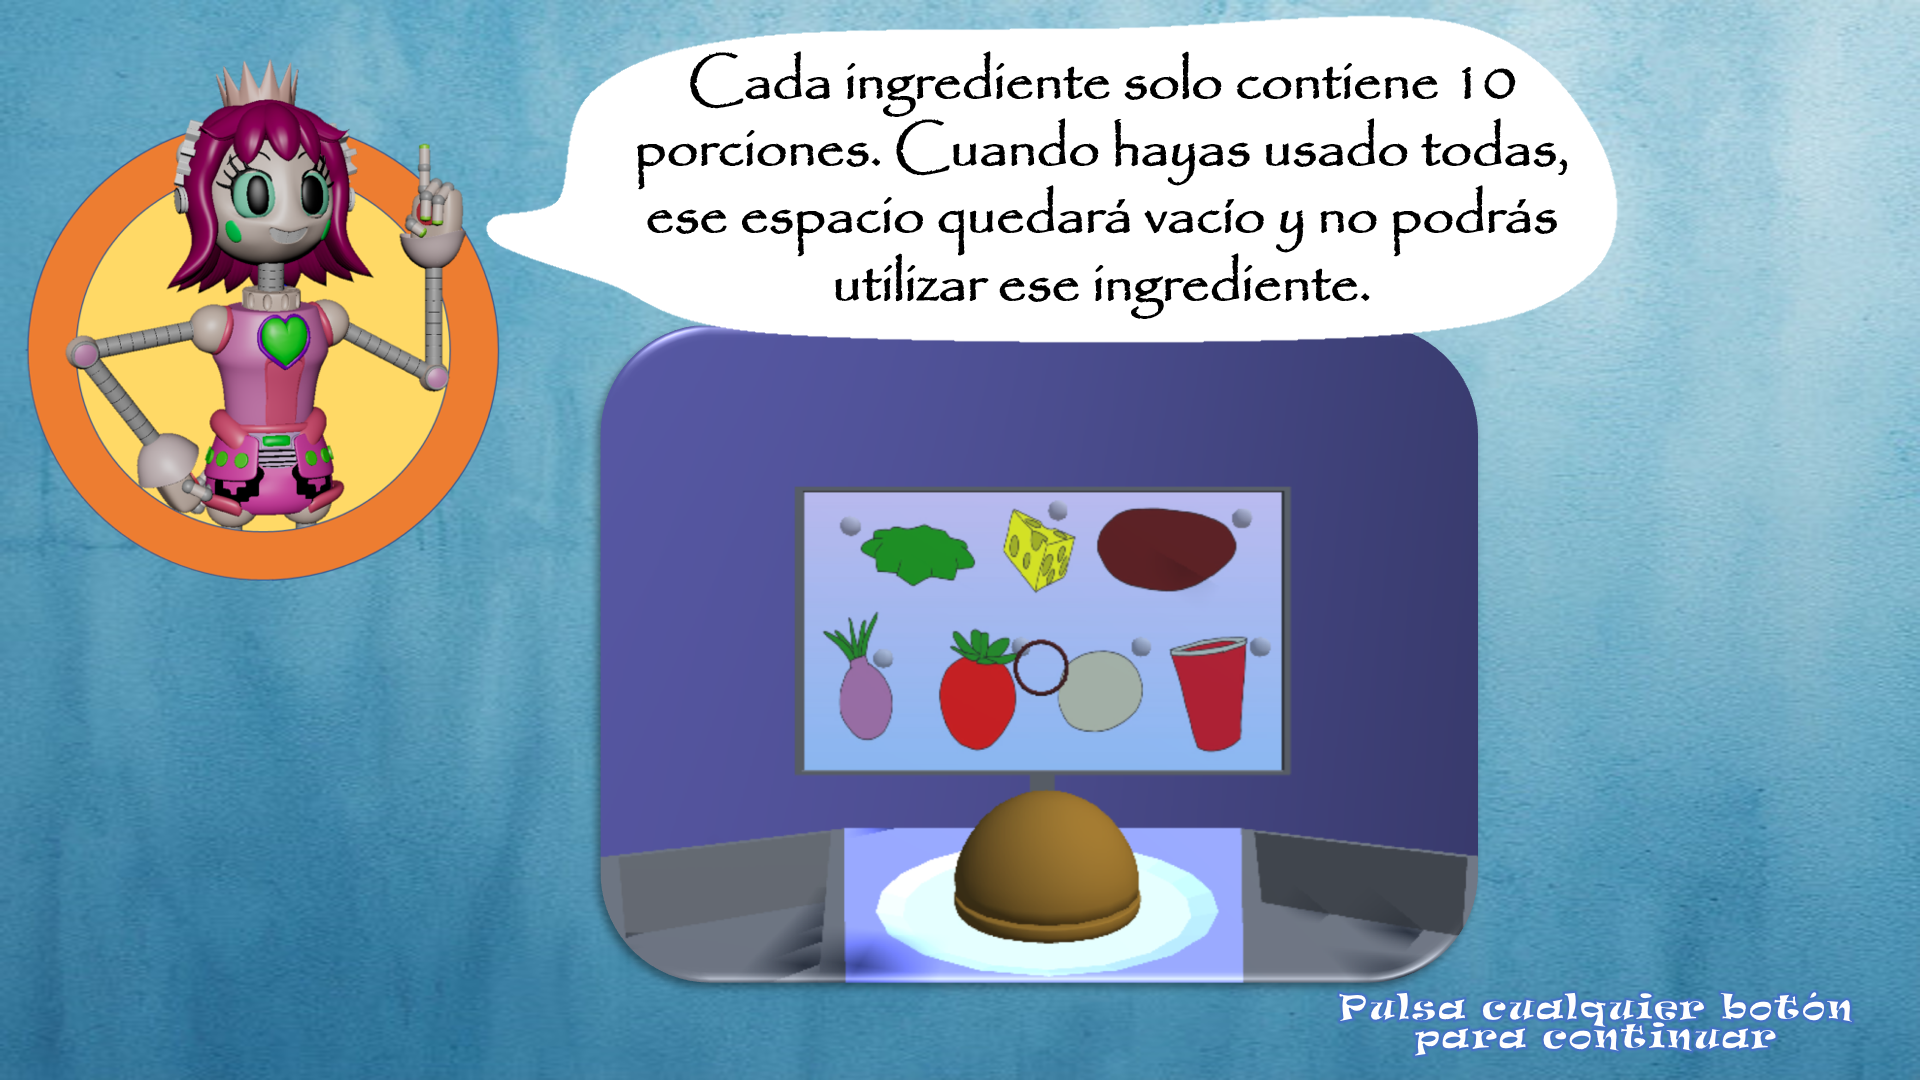 Cada ingrediente solo contiene 10
porciones. Cuando hayas usado todas,
ese espacio quedará vacío y no podrás
utilizar ese ingrediente.
Pulsa cualquier botón
para continuar